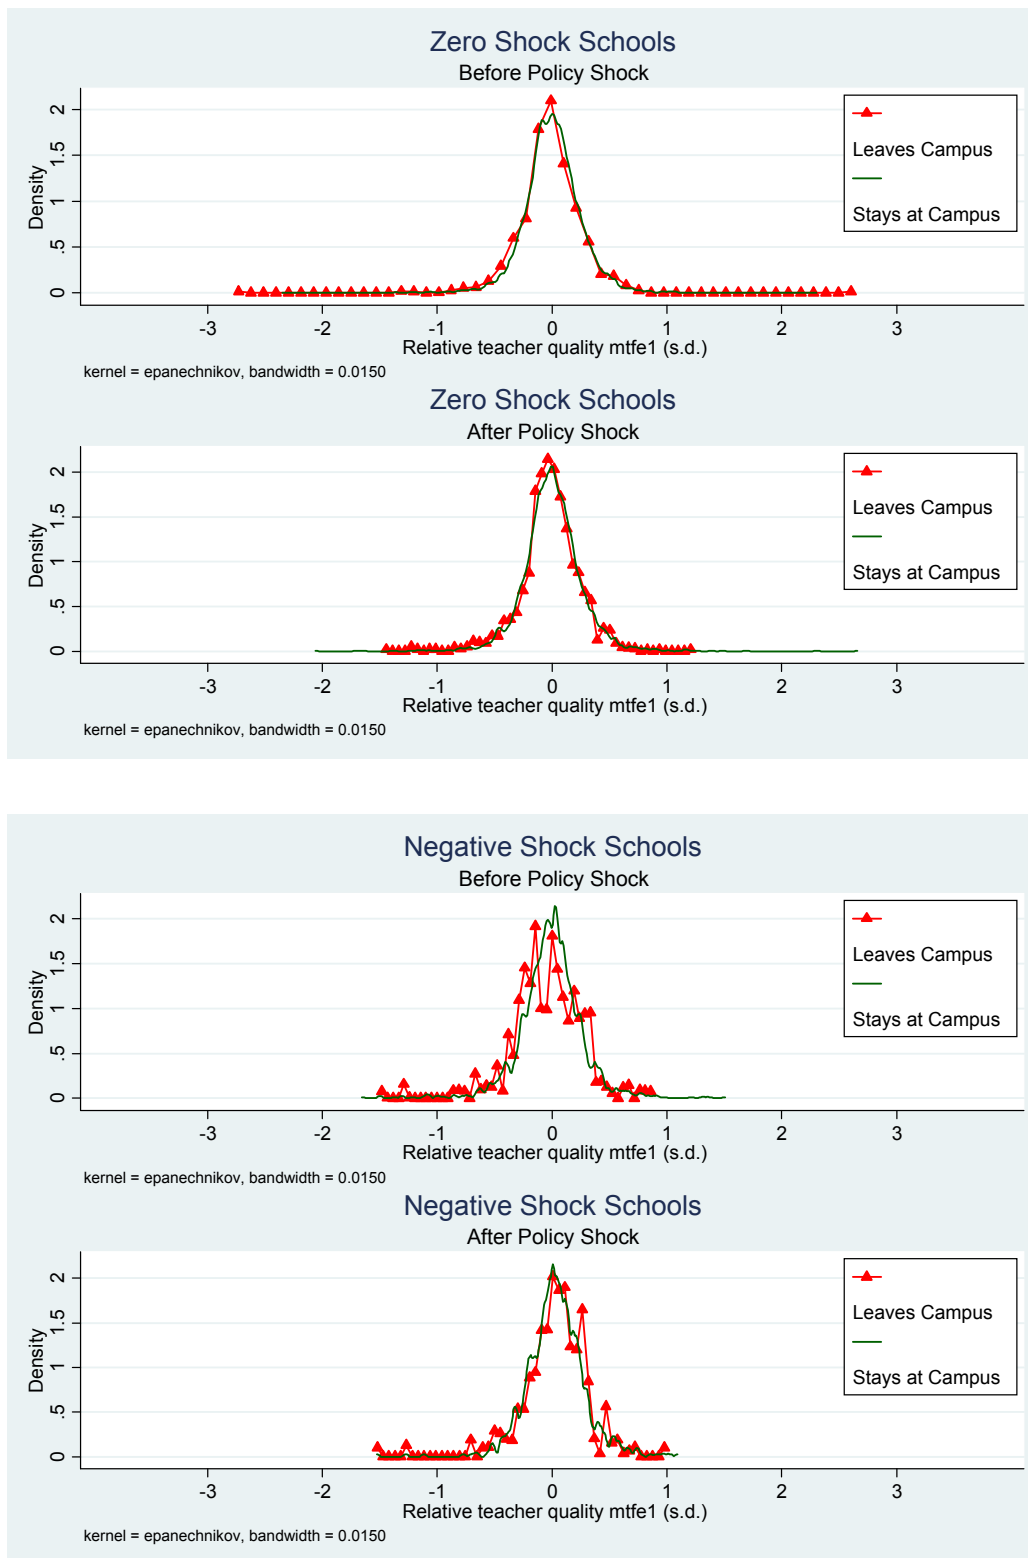 Zero Shock Schools
Before Policy Shock
Density
2
1.5
1
.5
0
Leaves Campus
Stays at Campus
-3 -2 -1 0 1 2 3
Relative teacher quality mtfe1 (s.d.)
kernel = epanechnikov, bandwidth = 0.0150
Zero Shock Schools
After Policy Shock
Density
2
1.5
1
.5
0
Leaves Campus
Stays at Campus
-3 -2 -1 0 1 2 3
Relative teacher quality mtfe1 (s.d.)
kernel = epanechnikov, bandwidth = 0.0150
Negative Shock Schools
Before Policy Shock
Density
2
1.5
1
.5
0
Leaves Campus
Stays at Campus
-3 -2 -1 0 1 2 3
Relative teacher quality mtfe1 (s.d.)
kernel = epanechnikov, bandwidth = 0.0150
Negative Shock Schools
After Policy Shock
Density
2
1.5
1
.5
0
Leaves Campus
Stays at Campus
-3 -2 -1 0 1 2 3
Relative teacher quality mtfe1 (s.d.)
kernel = epanechnikov, bandwidth = 0.0150